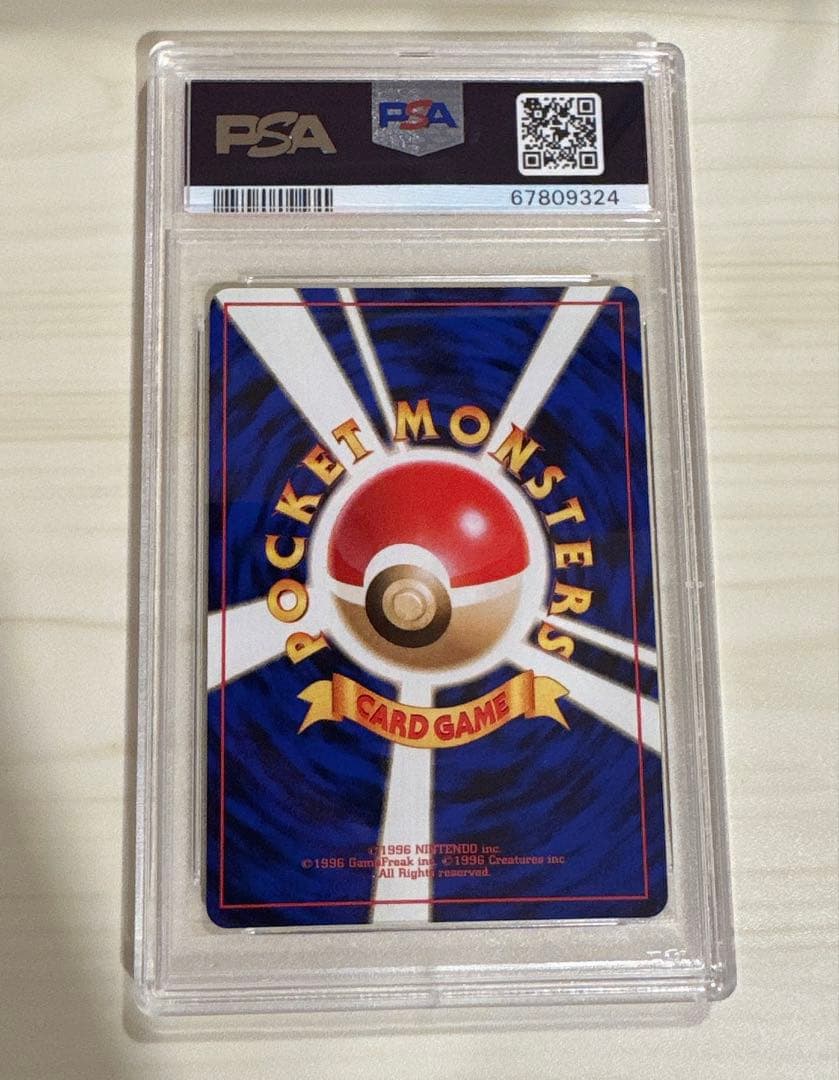 PSA PSA
67809324
POCKET MONSTERS
CARD GAME
©1996 NINTENDO inc.
©1996 GameFreak inc. ©1996 Creatures inc
All Rights reserved.